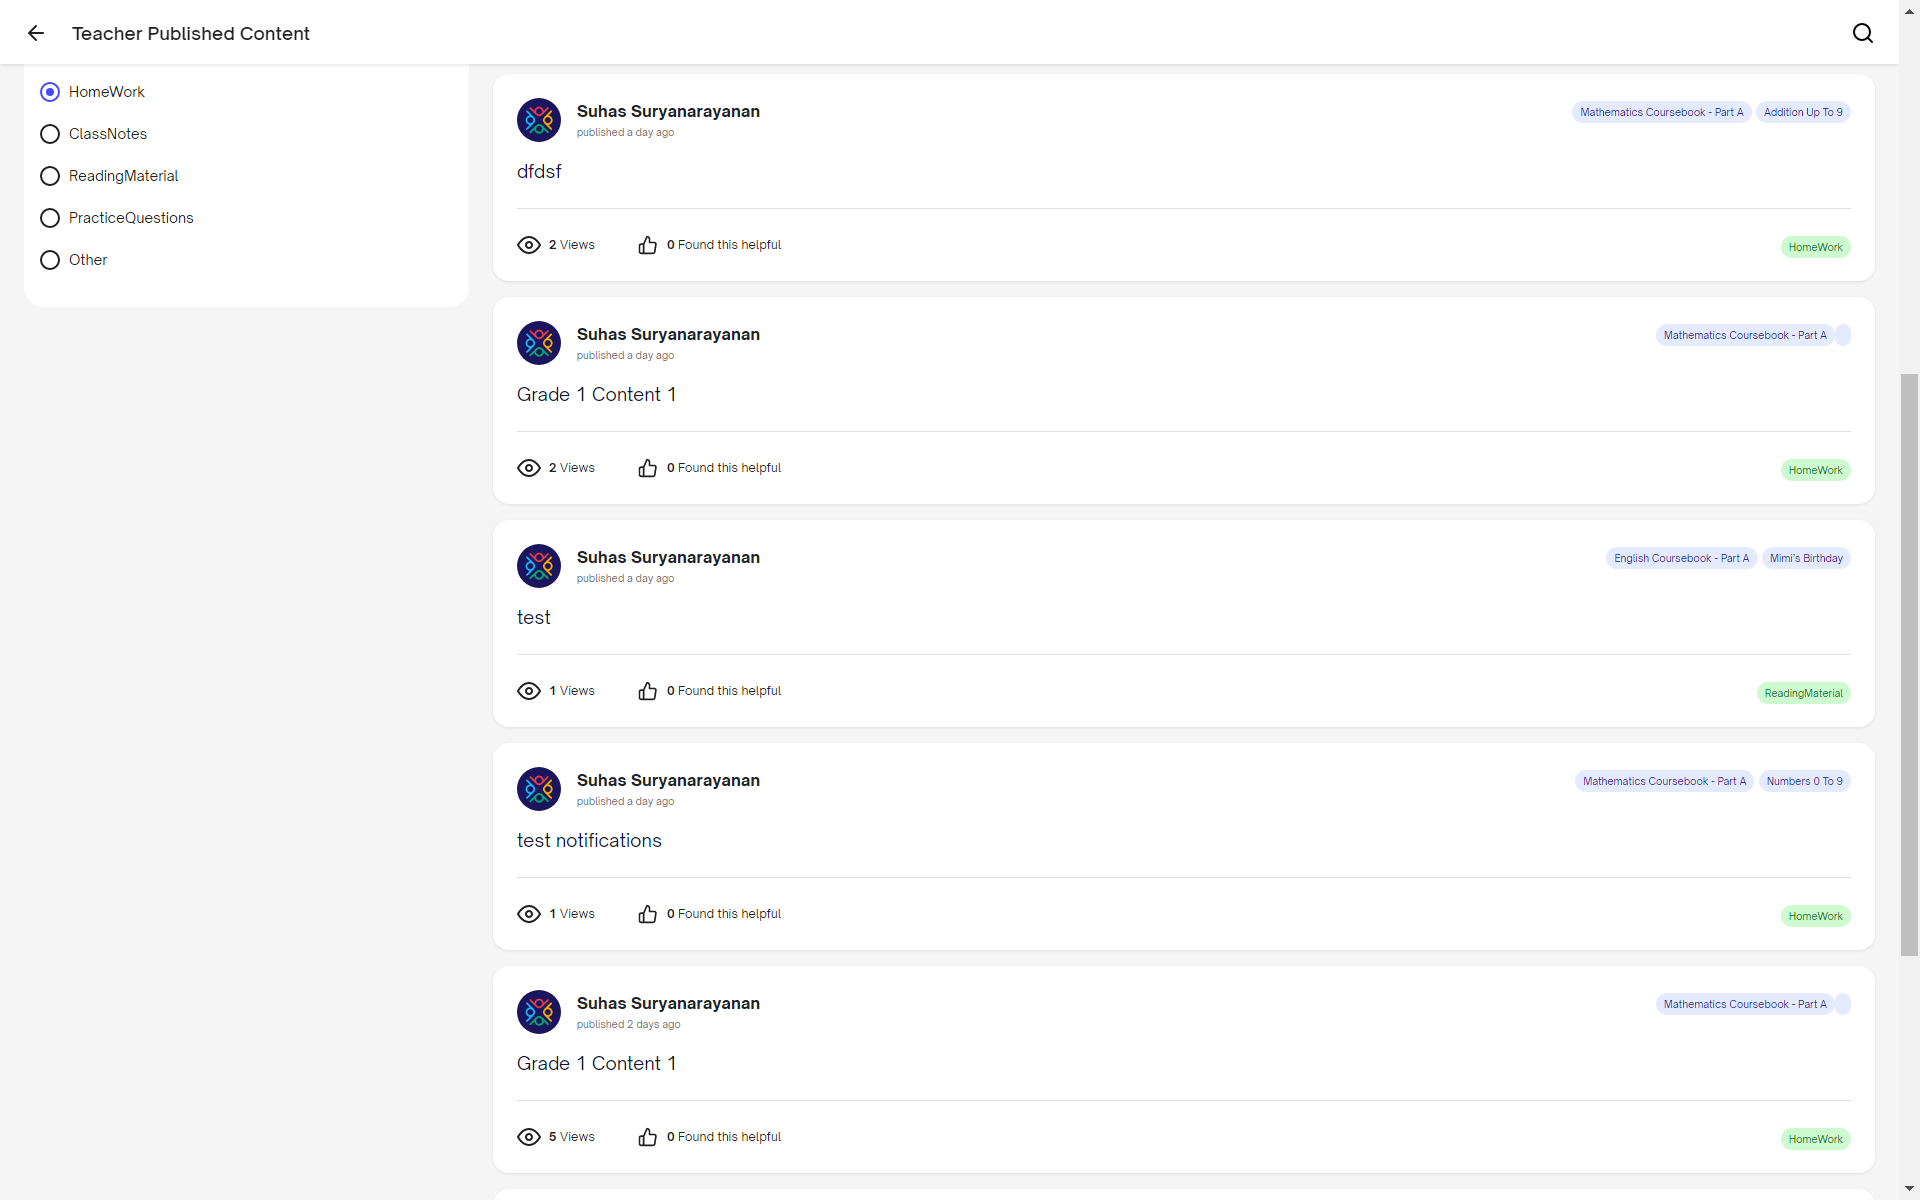 Teacher Published Content
HomeWork
ClassNotes
ReadingMaterial
PracticeQuestions
Other
Suhas Suryanarayanan
published a day ago
Mathematics Coursebook - Part A
Addition Up To 9
dfdsf
2 Views
0 Found this helpful
HomeWork
Suhas Suryanarayanan
published a day ago
Mathematics Coursebook - Part A
Grade 1 Content 1
2 Views
0 Found this helpful
HomeWork
Suhas Suryanarayanan
published a day ago
English Coursebook - Part A
Mimi's Birthday
test
1 Views
0 Found this helpful
ReadingMaterial
Suhas Suryanarayanan
published a day ago
Mathematics Coursebook - Part A
Numbers 0 To 9
test notifications
1 Views
0 Found this helpful
HomeWork
Suhas Suryanarayanan
published 2 days ago
Mathematics Coursebook - Part A
Grade 1 Content 1
5 Views
0 Found this helpful
HomeWork